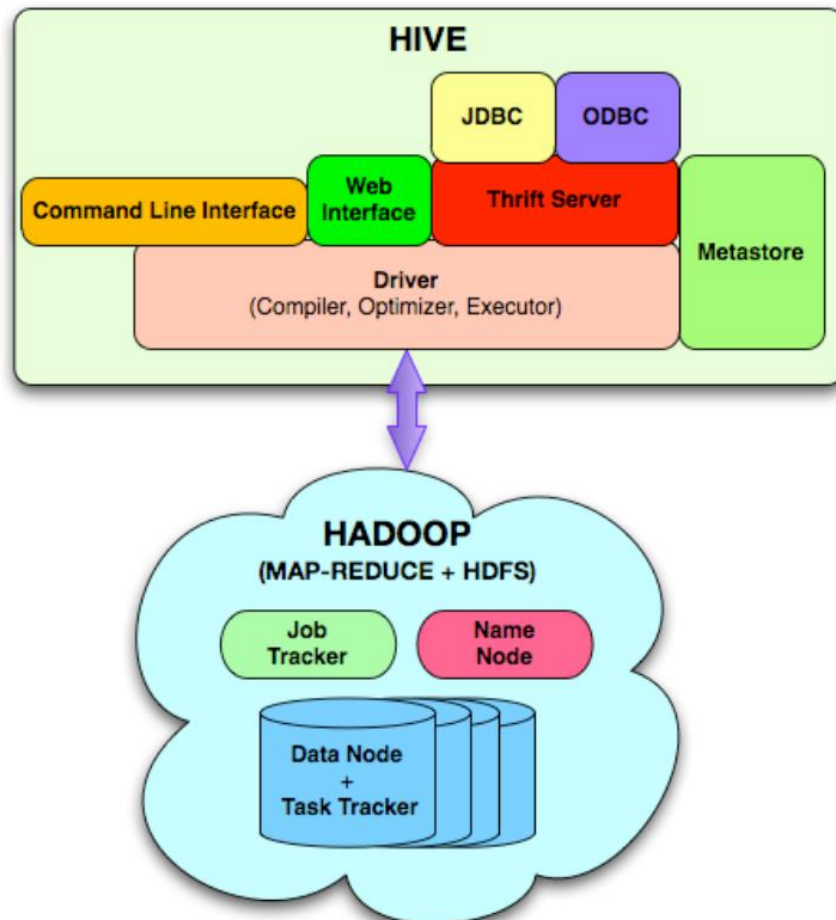 HIVE
JDBC
ODBC
Command Line Interface
Web
Interface
Thrift Server
Metastore
Driver
(Compiler, Optimizer, Executor)
HADOOP
(MAP-REDUCE + HDFS)
Job
Tracker
Name
Node
Data Node
+
Task Tracker